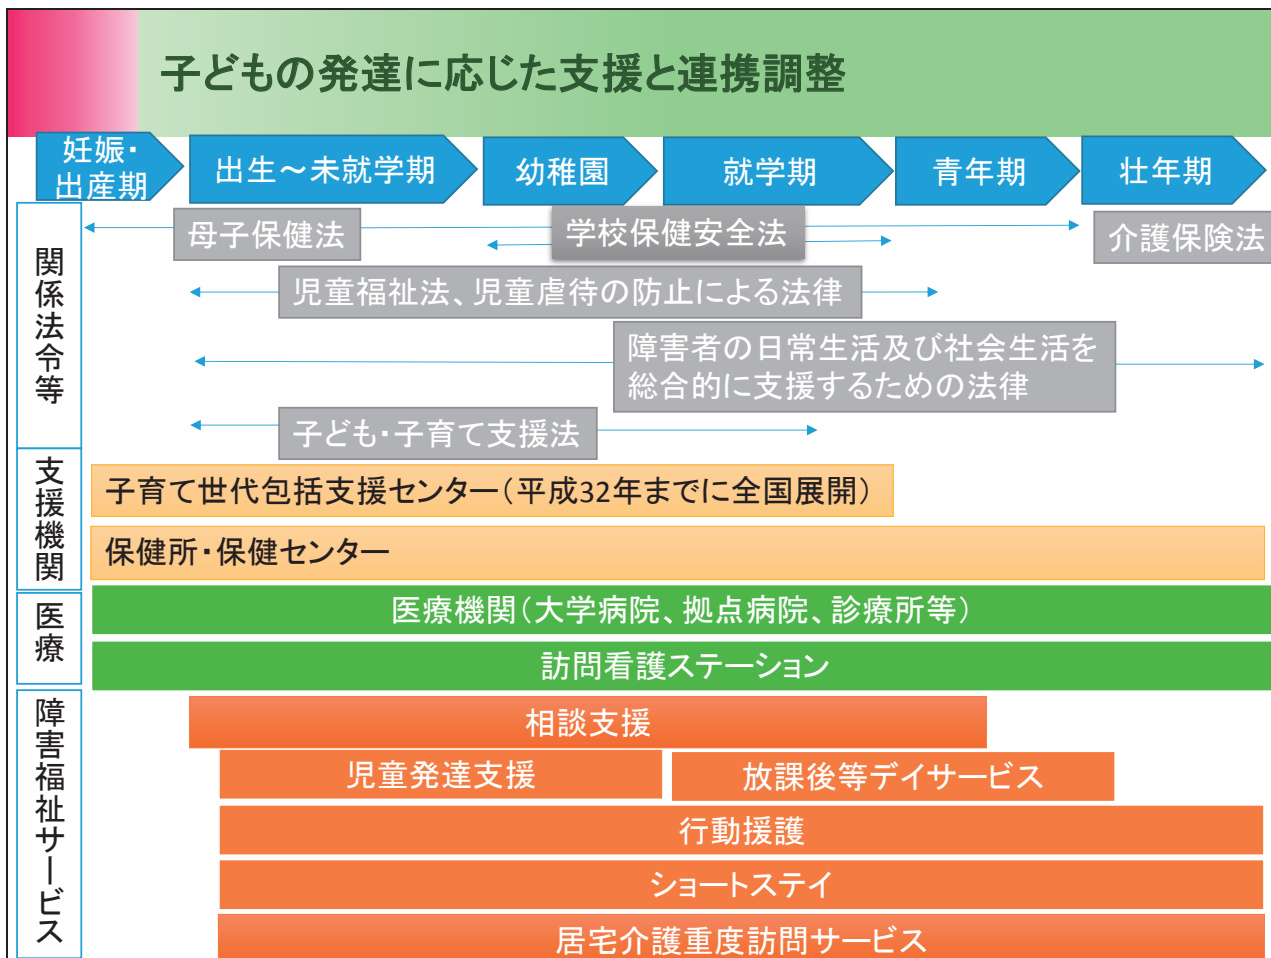 子どもの発達に応じた支援と連携調整
妊娠・
出産期
出生～未就学期
幼稚園
就学期
青年期
壮年期
関係法令等
母子保健法
学校保健安全法
介護保険法
児童福祉法、児童虐待の防止による法律
障害者の日常生活及び社会生活を
総合的に支援するための法律
子ども・子育て支援法
支援機関
子育て世代包括支援センター（平成32年までに全国展開）
保健所・保健センター
医療
医療機関（大学病院、拠点病院、診療所等）
訪問看護ステーション
障害福祉サービス
相談支援
児童発達支援
放課後等デイサービス
行動援護
ショートステイ
居宅介護重度訪問サービス